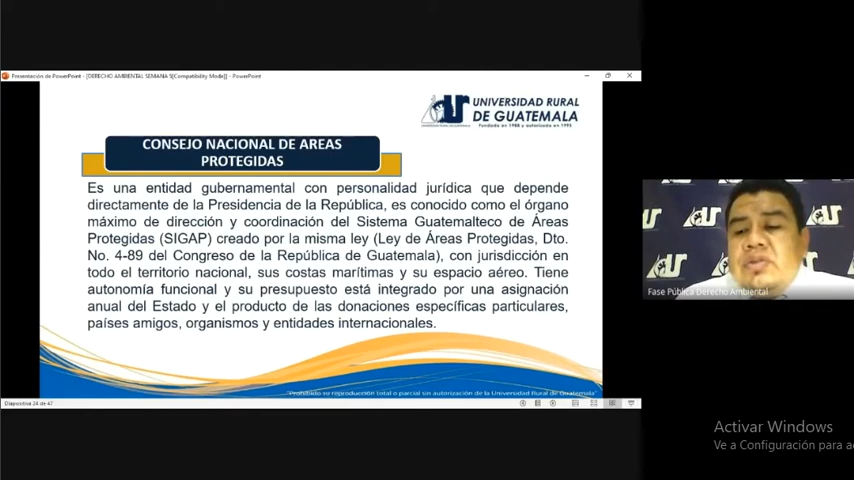 Presentación de PowerPoint - [DERECHO AMBIENTAL SEMANA 5[Compatibility Mode]] - PowerPoint
UNIVERSIDAD RURAL
DE GUATEMALA
Fundada en 1988 y autorizada en 1995
CONSEJO NACIONAL DE AREAS
PROTEGIDAS
Es una entidad gubernamental con personalidad jurídica que depende
directamente de la Presidencia de la República, es conocido como el órgano
máximo de dirección y coordinación del Sistema Guatemalteco de Áreas
Protegidas (SIGAP) creado por la misma ley (Ley de Áreas Protegidas, Dto.
No. 4-89 del Congreso de la República de Guatemala), con jurisdicción en
todo el territorio nacional, sus costas marítimas y su espacio aéreo. Tiene
autonomía funcional y su presupuesto está integrado por una asignación
anual del Estado y el producto de las donaciones específicas particulares,
países amigos, organismos y entidades internacionales.
"Prohibido su reproducción total o parcial sin autorización de la Universidad Rural de Guatemala"
Diapositiva 24 de 47
Fase Pública Derecho Ambiental
Activar Windows
Ve a Configuración para a